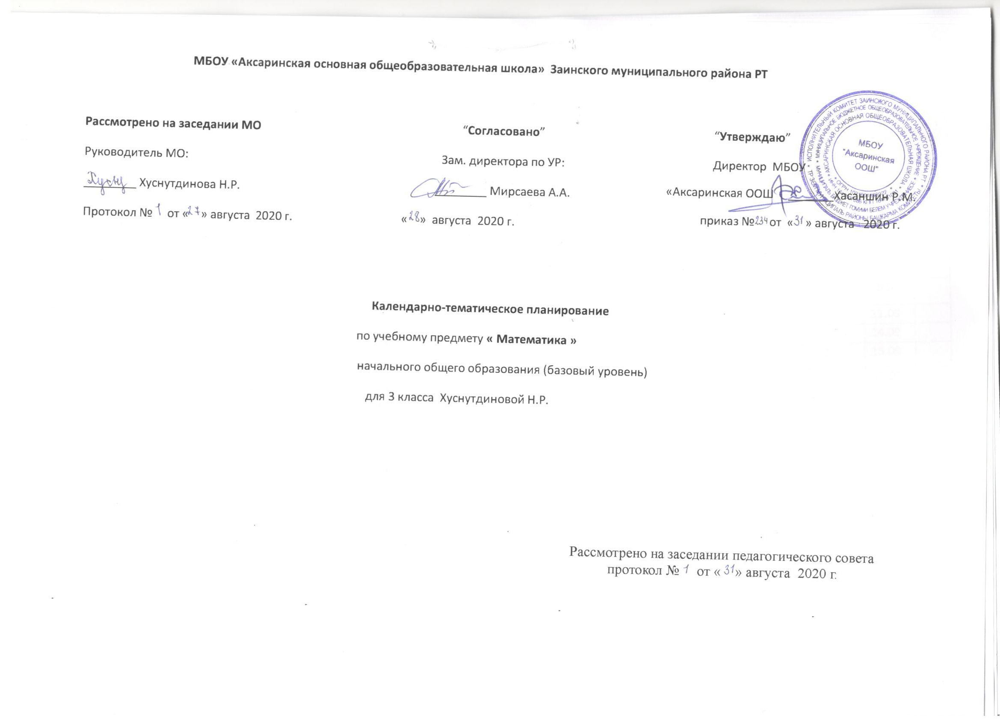 МБОУ «Аксаринская основная общеобразовательная школа» Заинского муниципального района РТ
Рассмотрено на заседании МО
Руководитель МО:
Хуснутдинова Н.Р.
Протокол № 1 от «27» августа 2020 г.
“Согласовано”
Зам. директора по УР:
Мирсаева А.А.
«28» августа 2020 г.
“Утверждаю”
Директор МБОУ
«Аксаринская ООШ Хасаншин Р.М.
приказ №234 от «31» августа 2020 г.
ИСПОЛНИТЕЛЬНЫЙ КОМИТЕТ ЗАИНСКОГО МУНИЦИПАЛЬНОГО РАЙОНА РТ
МУНИЦИПАЛЬНОЕ БЮДЖЕТНОЕ ОБЩЕОБРАЗОВАТЕЛЬНОЕ УЧРЕЖДЕНИЕ
АКСАРИНСКАЯ ОСНОВНАЯ ОБЩЕОБРАЗОВАТЕЛЬНАЯ ШКОЛА
МБОУ
"Аксаринская
ООШ"
Календарно-тематическое планирование
по учебному предмету « Математика »
начального общего образования (базовый уровень)
для 3 класса Хуснутдиновой Н.Р.
Рассмотрено на заседании педагогического совета
протокол № 1 от « 31» августа 2020 г.